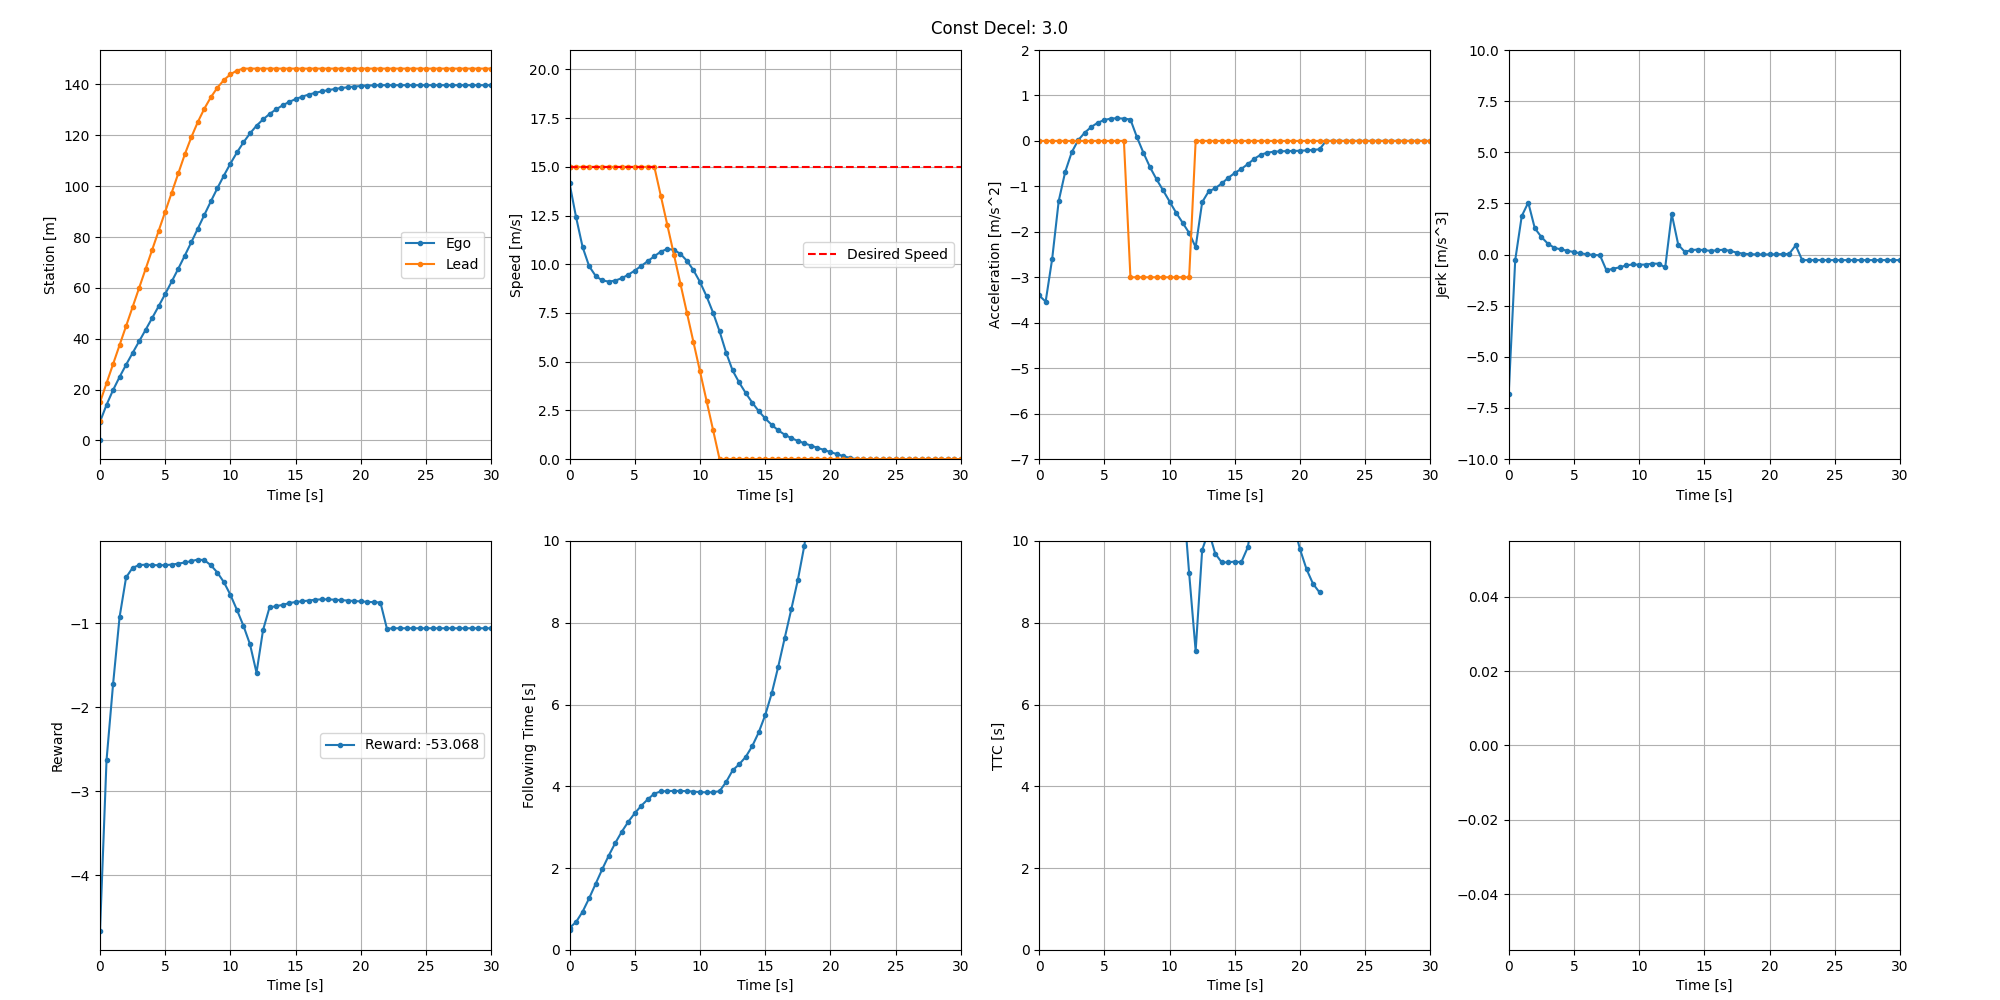 Const Decel: 3.0
Station [m]
140
120
100
80
60
40
20
0
Ego
Lead
0 5 10 15 20 25 30
Time [s]
Speed [m/s]
20.0
17.5
15.0
12.5
10.0
7.5
5.0
2.5
0.0
Desired Speed
0 5 10 15 20 25 30
Time [s]
Acceleration [m/s^2]
2
1
0
−1
−2
−3
−4
−5
−6
−7
0 5 10 15 20 25 30
Time [s]
Jerk [m/s^3]
10.0
7.5
5.0
2.5
0.0
−2.5
−5.0
−7.5
−10.0
0 5 10 15 20 25 30
Time [s]
Reward
−1
−2
−3
−4
Reward: -53.068
0 5 10 15 20 25 30
Time [s]
Following Time [s]
10
8
6
4
2
0
0 5 10 15 20 25 30
Time [s]
TTC [s]
10
8
6
4
2
0
0 5 10 15 20 25 30
Time [s]
0.04
0.02
0.00
−0.02
−0.04
0 5 10 15 20 25 30
Time [s]